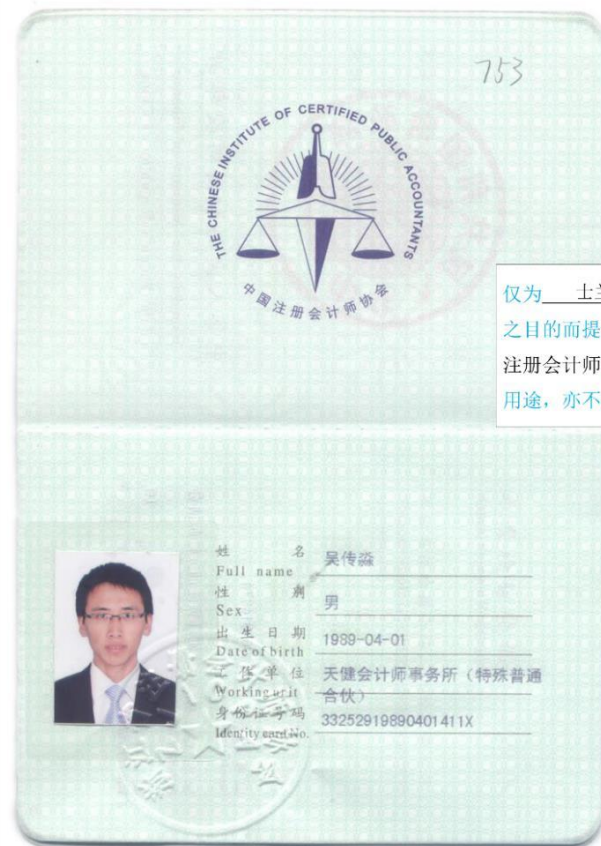 753
THE CHINESE INSTITUTE OF CERTIFIED PUBLIC ACCOUNTANTS
中国注册会计师协会
仅为 士兰
之目的而提
注册会计师
用途，亦不
姓 名 吴传淼
Full name
性 别 男
Sex
出生日期 1989-04-01
Date of birth
工作单位 天健会计师事务所（特殊普通
Working unit 合伙）
身份证号码 33252919890401411X
Identity card No.